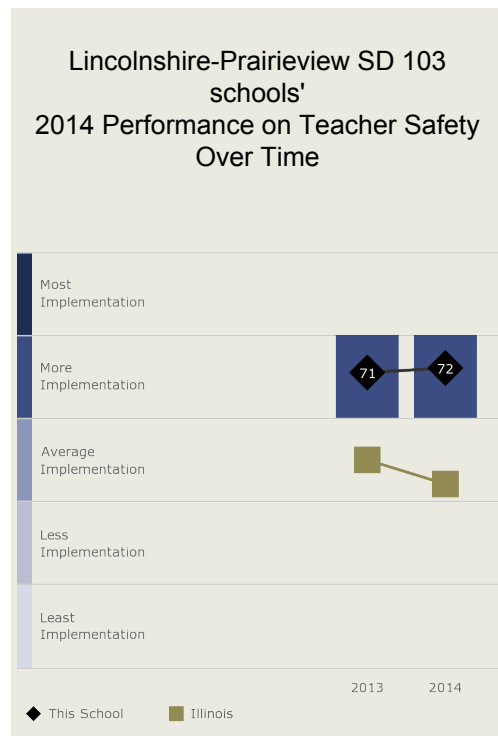 Lincolnshire-Prairieview SD 103
schools'
2014 Performance on Teacher Safety
Over Time
Most
Implementation
More
Implementation
71
72
Average
Implementation
Less
Implementation
Least
Implementation
2013
2014
This School
Illinois